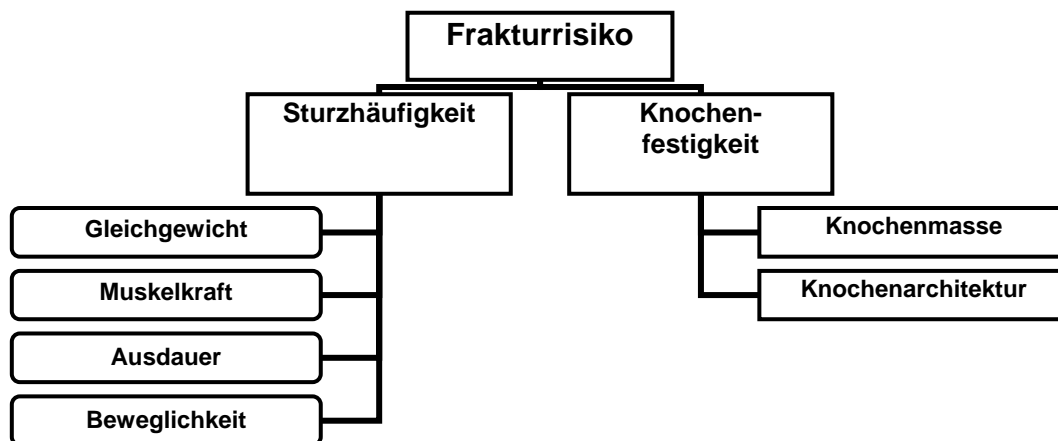 Frakturrisiko
Sturzhäufigkeit
Knochen-
festigkeit
Gleichgewicht
Muskelkraft
Ausdauer
Beweglichkeit
Knochenmasse
Knochenarchitektur